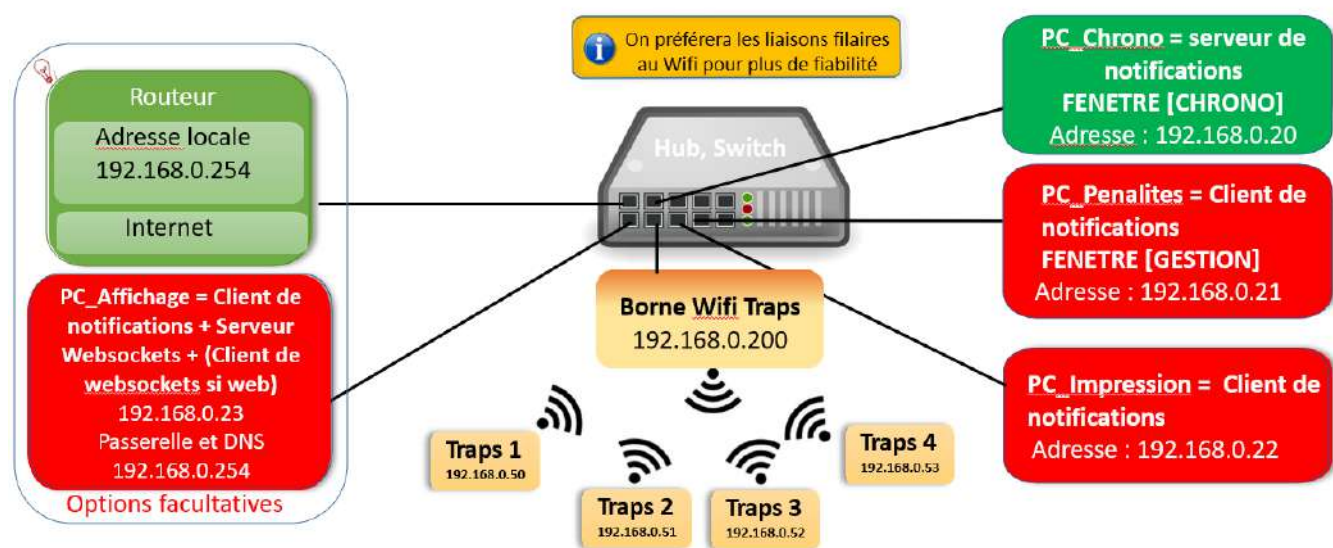 On préférera les liaisons filaires
au Wifi pour plus de fiabilité
Routeur
Adresse locale
192.168.0.254
Internet
PC_Affichage = Client de
notifications + Serveur
Websockets + (Client de
websockets si web)
192.168.0.23
Passerelle et DNS
192.168.0.254
Options facultatives
Hub, Switch
Borne Wifi Traps
192.168.0.200
Traps 1
192.168.0.50
Traps 2
192.168.0.51
Traps 3
192.168.0.52
Traps 4
192.168.0.53
PC_Chrono = serveur de
notifications
FENETRE [CHRONO]
Adresse : 192.168.0.20
PC_Penalites = Client de
notifications
FENETRE [GESTION]
Adresse : 192.168.0.21
PC_Impression = Client de
notifications
Adresse : 192.168.0.22